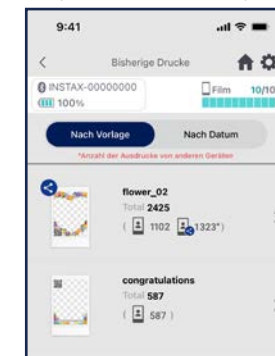 9:41
Bisherige Drucke
INSTAX-00000000
100%
Film 10/10
Nach Vorlage
Nach Datum
*Anzahl der Ausdrucke von anderen Geräten
flower_02
Total 2425
( 1102 1323*)
congratulations
Total 587
( 587 )